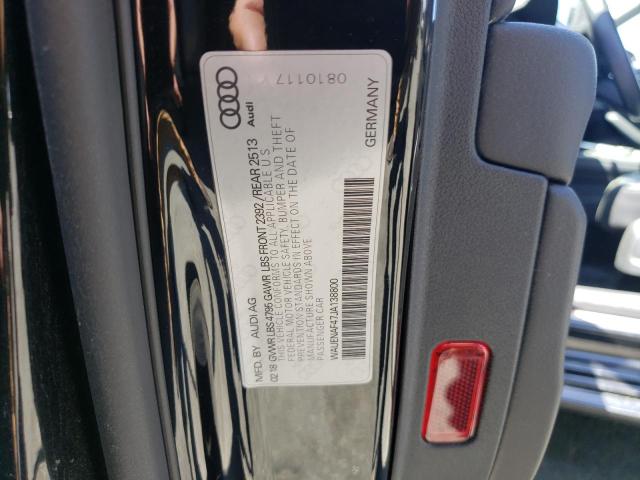 Audi
0810117
MFD. BY AUDI AG
GERMANY
02.18 GVWR LBS 4795 GAWR LBS FRONT 2392/REAR 2513
THIS VEHICLE CONFORMS TO ALL APPLICABLE U S
FEDERAL MOTOR VEHICLE SAFETY, BUMPER AND THEFT
PREVENTION STANDARDS IN EFFECT ON THE DATE OF
MANUFACTURE SHOWN ABOVE
PASSENGER CAR
WAUENAF47JA138800